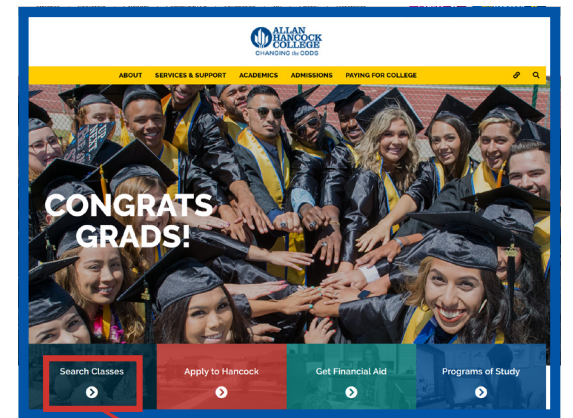 ALLAN
HANCOCK
COLLEGE
CHANGING the ODDS
ABOUT SERVICES & SUPPORT ACADEMICS ADMISSIONS PAYING FOR COLLEGE
CONGRATS
GRADS!
Search Classes Apply to Hancock Get Financial Aid Programs of Study